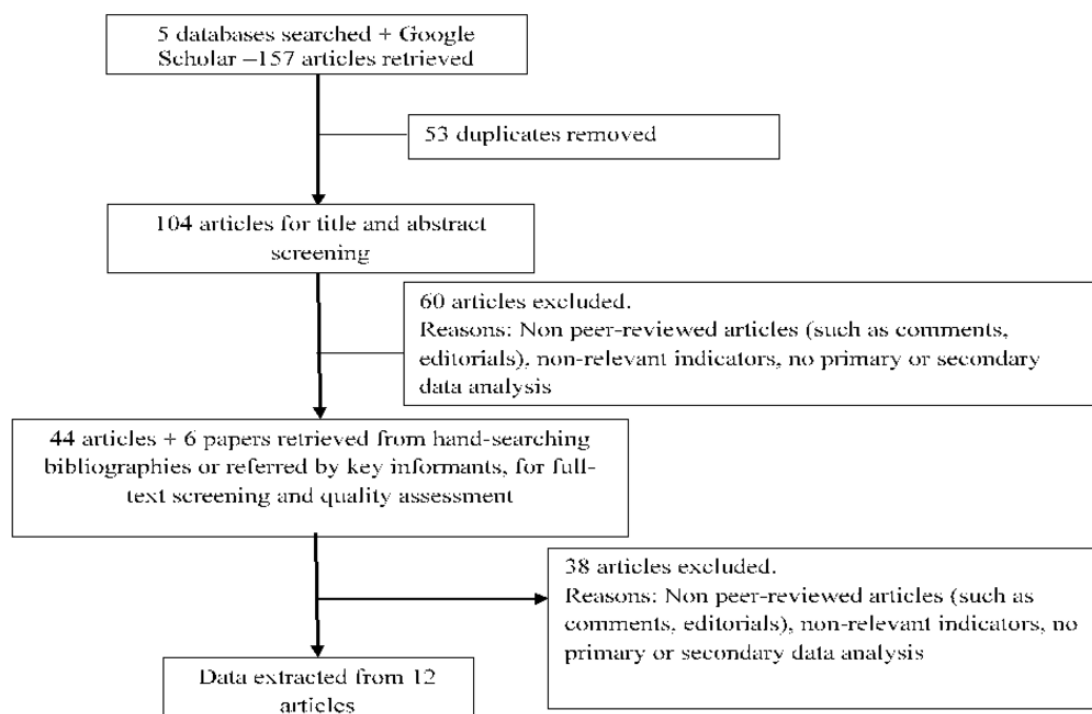 5 databases searched + Google
Scholar –157 articles retrieved
53 duplicates removed
104 articles for title and abstract
screening
60 articles excluded.
Reasons: Non peer-reviewed articles (such as comments,
editorials), non-relevant indicators, no primary or secondary
data analysis
44 articles + 6 papers retrieved from hand-searching
bibliographies or referred by key informants, for full-
text screening and quality assessment
38 articles excluded.
Reasons: Non peer-reviewed articles (such as
comments, editorials), non-relevant indicators, no
primary or secondary data analysis
Data extracted from 12
articles